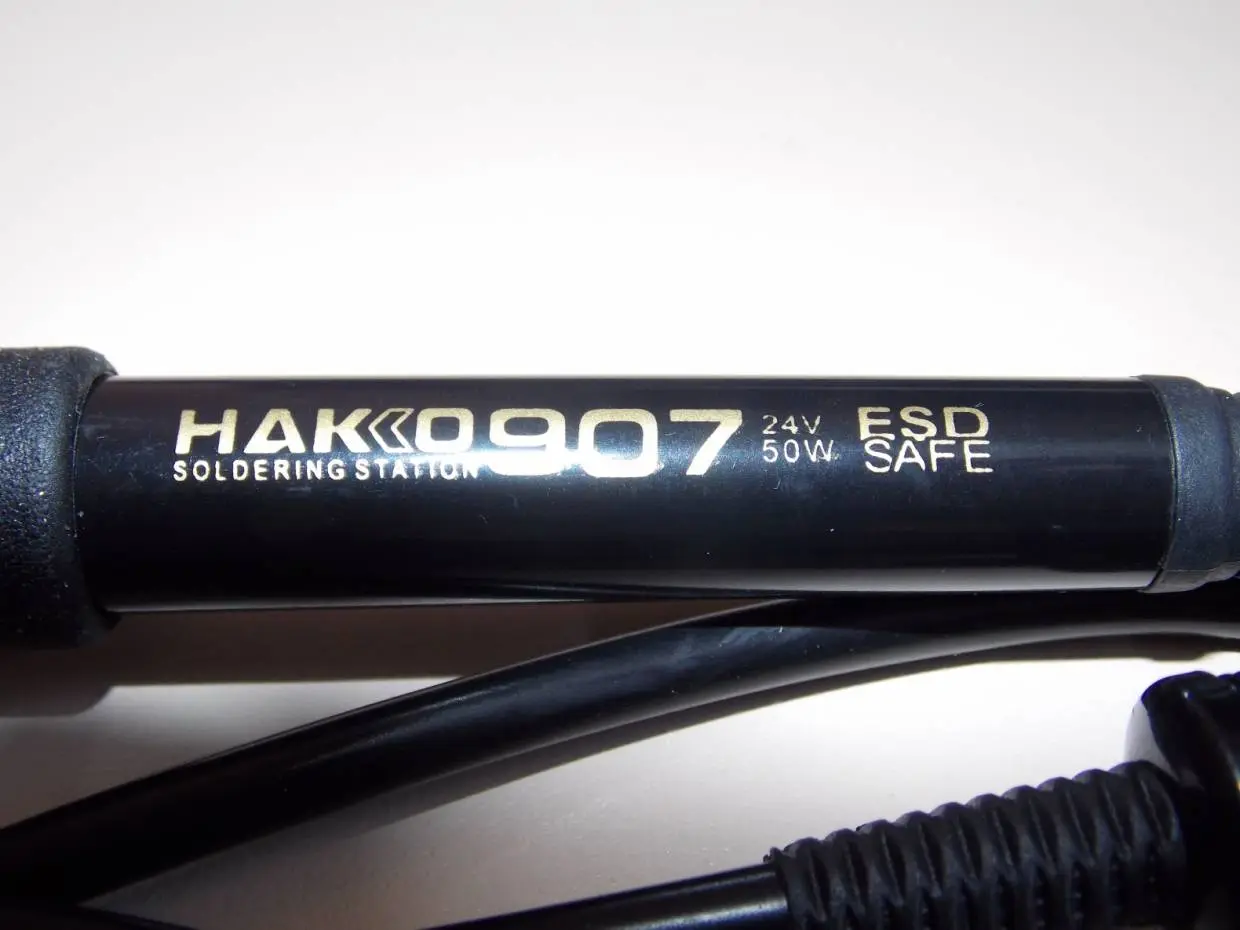 HAKKO 907 24V ESD
SOLDERING STATION 50W SAFE